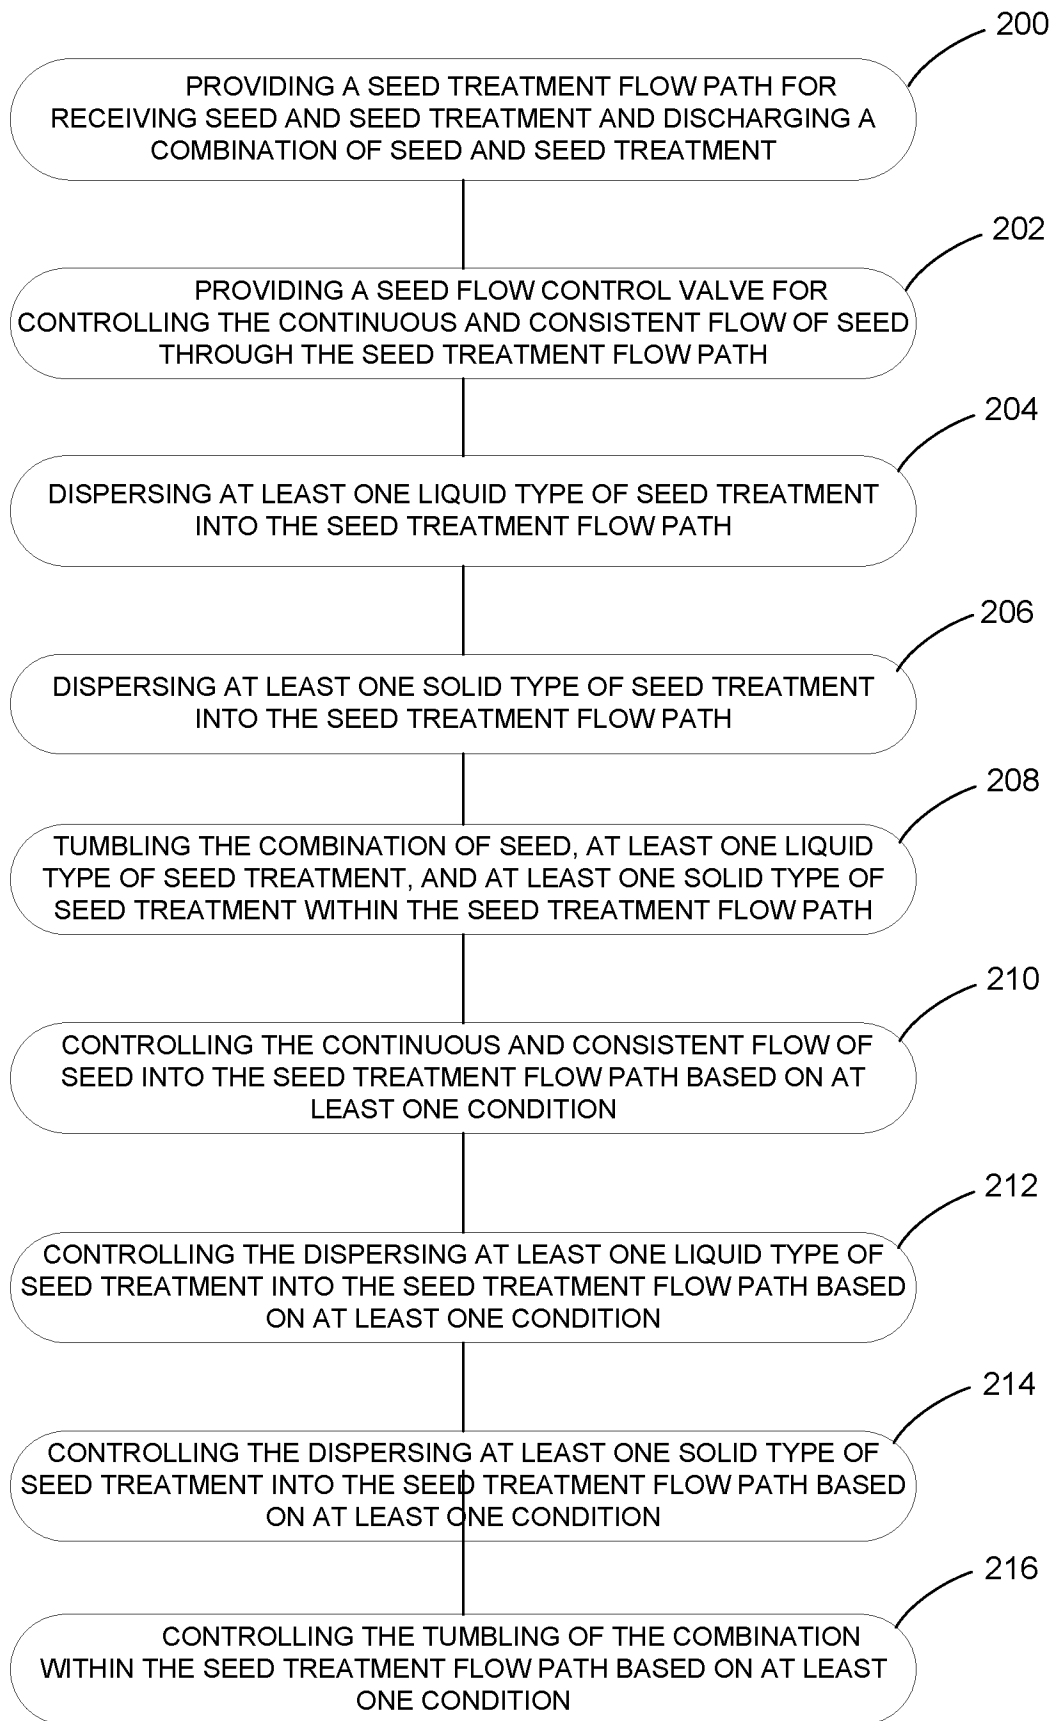 200
PROVIDING A SEED TREATMENT FLOW PATH FOR
RECEIVING SEED AND SEED TREATMENT AND DISCHARGING A
COMBINATION OF SEED AND SEED TREATMENT
202
PROVIDING A SEED FLOW CONTROL VALVE FOR
CONTROLLING THE CONTINUOUS AND CONSISTENT FLOW OF SEED
THROUGH THE SEED TREATMENT FLOW PATH
204
DISPERSING AT LEAST ONE LIQUID TYPE OF SEED TREATMENT
INTO THE SEED TREATMENT FLOW PATH
206
DISPERSING AT LEAST ONE SOLID TYPE OF SEED TREATMENT
INTO THE SEED TREATMENT FLOW PATH
208
TUMBLING THE COMBINATION OF SEED, AT LEAST ONE LIQUID
TYPE OF SEED TREATMENT, AND AT LEAST ONE SOLID TYPE OF
SEED TREATMENT WITHIN THE SEED TREATMENT FLOW PATH
210
CONTROLLING THE CONTINUOUS AND CONSISTENT FLOW OF
SEED INTO THE SEED TREATMENT FLOW PATH BASED ON AT
LEAST ONE CONDITION
212
CONTROLLING THE DISPERSING AT LEAST ONE LIQUID TYPE OF
SEED TREATMENT INTO THE SEED TREATMENT FLOW PATH BASED
ON AT LEAST ONE CONDITION
214
CONTROLLING THE DISPERSING AT LEAST ONE SOLID TYPE OF
SEED TREATMENT INTO THE SEED TREATMENT FLOW PATH BASED
ON AT LEAST ONE CONDITION
216
CONTROLLING THE TUMBLING OF THE COMBINATION
WITHIN THE SEED TREATMENT FLOW PATH BASED ON AT LEAST
ONE CONDITION